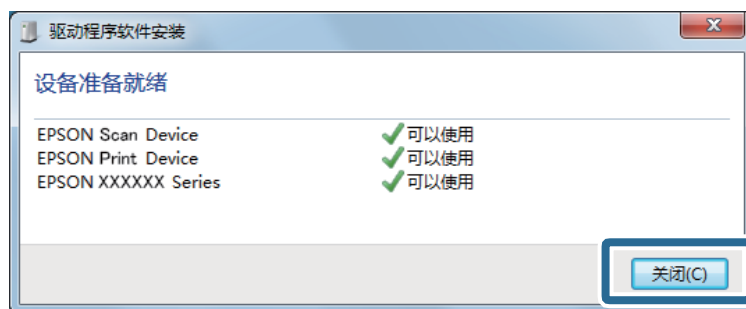 驱动程序软件安装
设备准备就绪
EPSON Scan Device 可以使用
EPSON Print Device 可以使用
EPSON XXXXXX Series 可以使用
关闭(C)